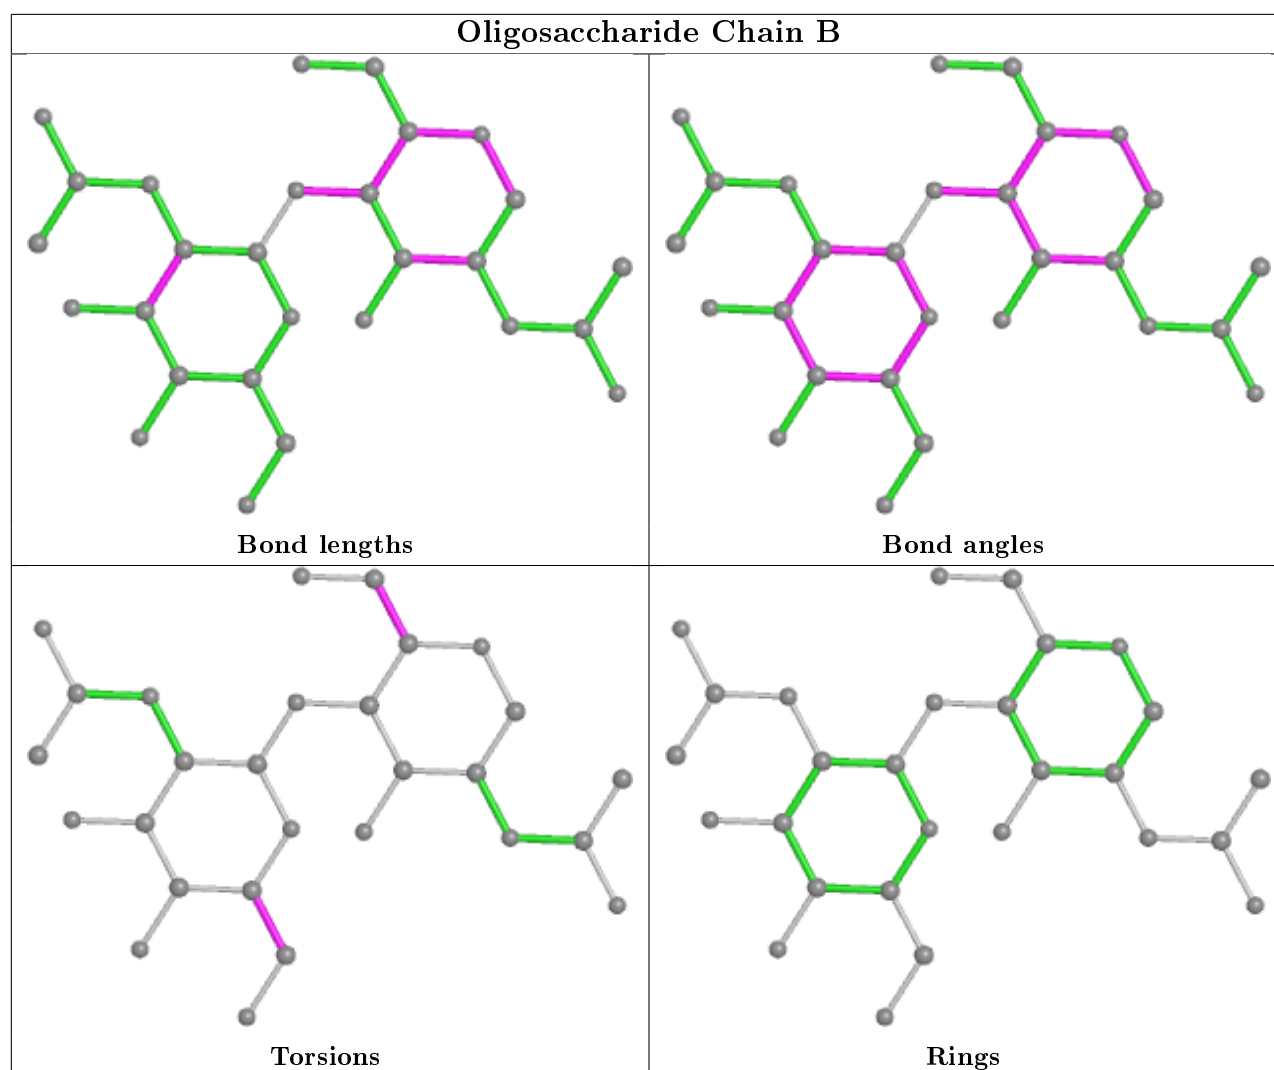 Oligosaccharide Chain B
Bond lengths
Bond angles
Torsions
Rings